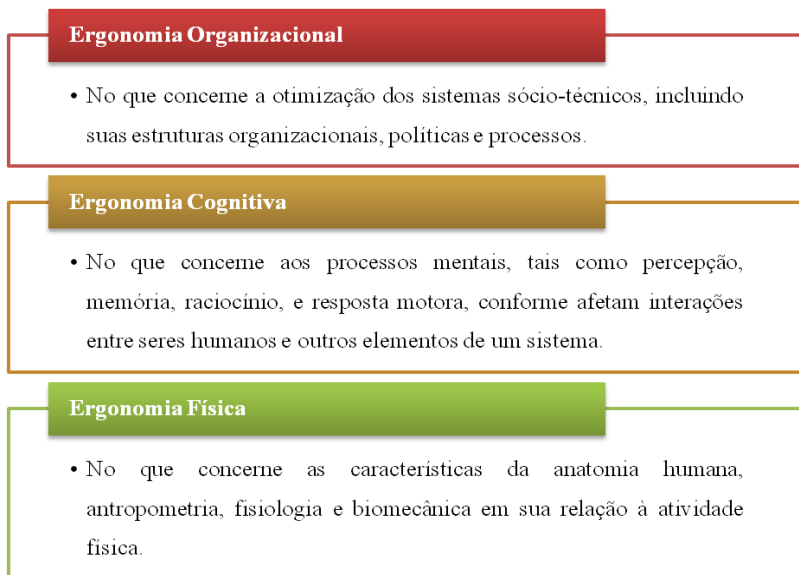 Ergonomia Organizacional
• No que concerne a otimização dos sistemas sócio-técnicos, incluindo
suas estruturas organizacionais, políticas e processos.
Ergonomia Cognitiva
• No que concerne aos processos mentais, tais como percepção,
memória, raciocínio, e resposta motora, conforme afetam interações
entre seres humanos e outros elementos de um sistema.
Ergonomia Física
• No que concerne as características da anatomia humana,
antropometria, fisiologia e biomecânica em sua relação à atividade
física.